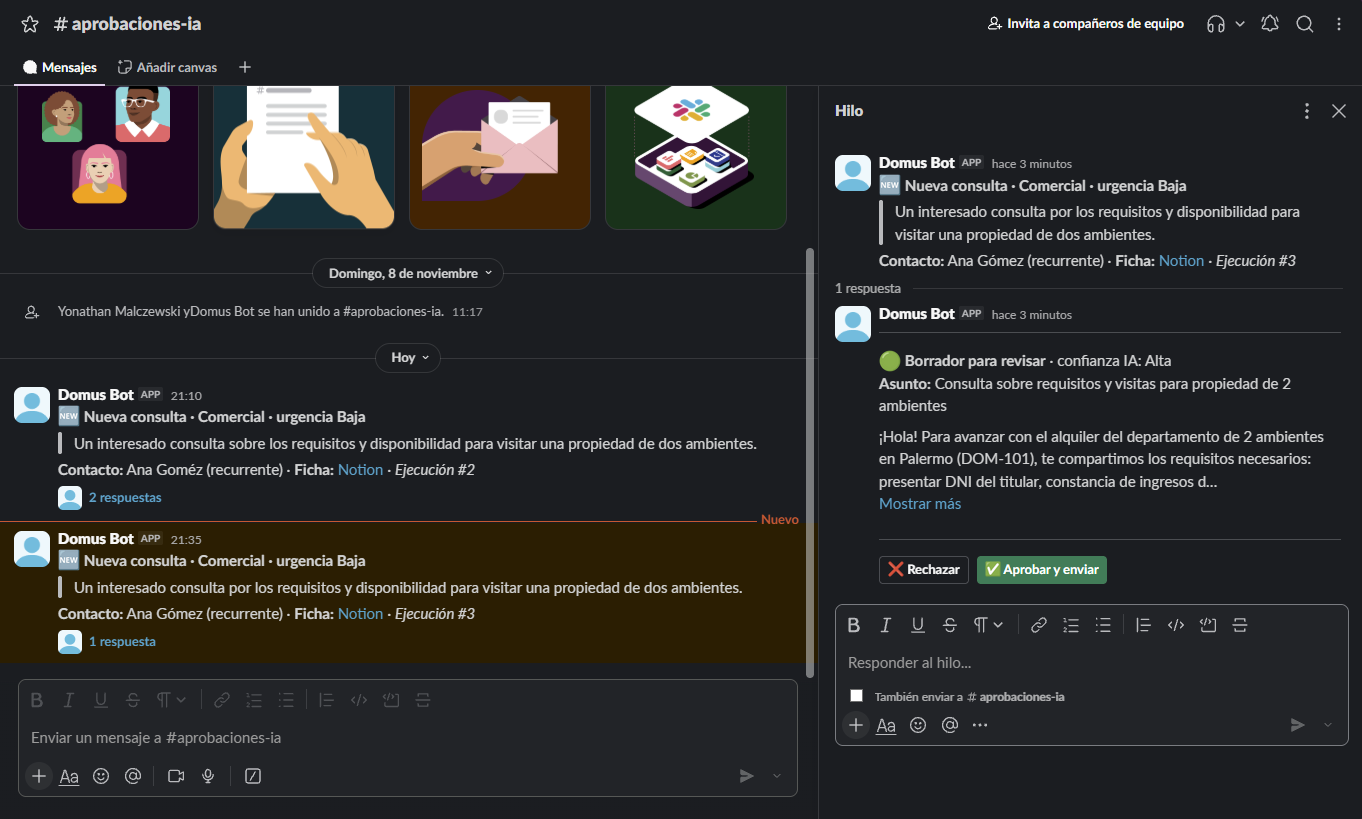 # aprobaciones-ia
Invita a compañeros de equipo
Mensajes
Añadir canvas
#
Domingo, 8 de noviembre
Yonathan Malczewski yDomus Bot se han unido a #aprobaciones-ia. 11:17
Hoy
Domus Bot APP 21:10
NEW Nueva consulta · Comercial · urgencia Baja
Un interesado consulta sobre los requisitos y disponibilidad para visitar una propiedad de dos ambientes.
Contacto: Ana Goméz (recurrente) · Ficha: Notion · Ejecución #2
2 respuestas
Nuevo
Domus Bot APP 21:35
NEW Nueva consulta · Comercial · urgencia Baja
Un interesado consulta por los requisitos y disponibilidad para visitar una propiedad de dos ambientes.
Contacto: Ana Gómez (recurrente) · Ficha: Notion · Ejecución #3
1 respuesta
Enviar un mensaje a #aprobaciones-ia
Hilo
Domus Bot APP hace 3 minutos
NEW Nueva consulta · Comercial · urgencia Baja
Un interesado consulta por los requisitos y disponibilidad para
visitar una propiedad de dos ambientes.
Contacto: Ana Gómez (recurrente) · Ficha: Notion · Ejecución #3
1 respuesta
Domus Bot APP hace 3 minutos
Borrador para revisar · confianza IA: Alta
Asunto: Consulta sobre requisitos y visitas para propiedad de 2
ambientes
¡Hola! Para avanzar con el alquiler del departamento de 2 ambientes
en Palermo (DOM-101), te compartimos los requisitos necesarios:
presentar DNI del titular, constancia de ingresos d...
Mostrar más
❌ Rechazar
✅ Aprobar y enviar
Responder al hilo...
También enviar a # aprobaciones-ia